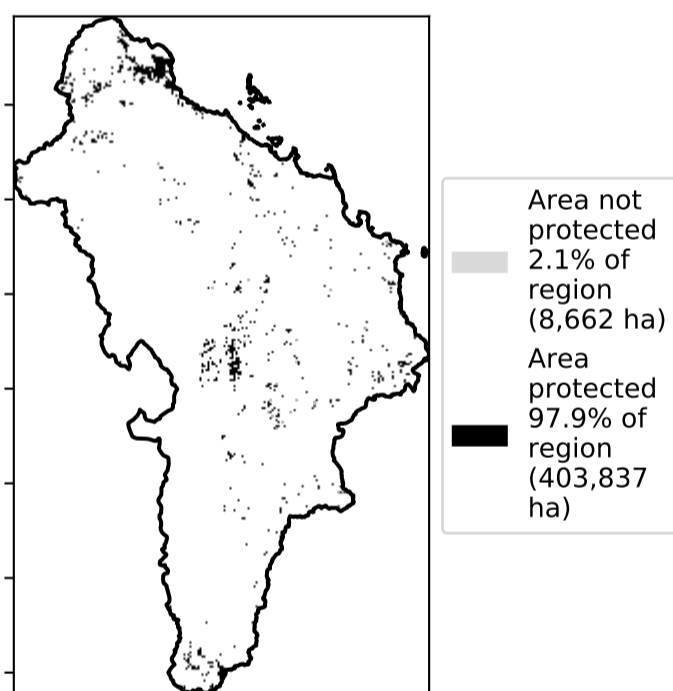 Area not
protected
2.1% of
region
(8,662 ha)
Area
protected
97.9% of
region
(403,837
ha)